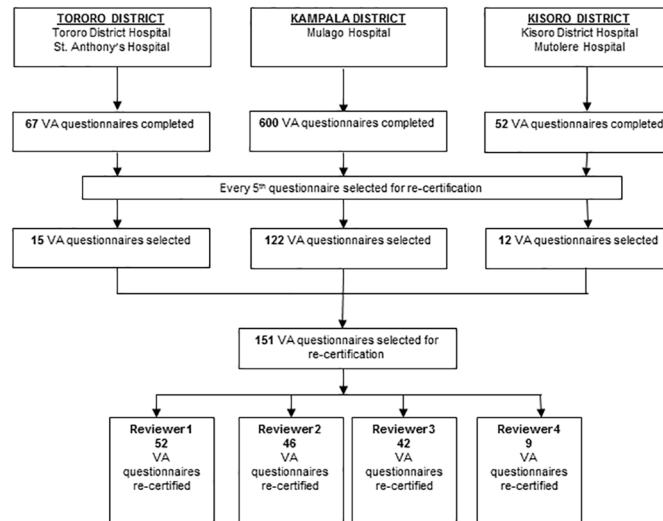 TORORO DISTRICT
Tororo District Hospital
St. Anthony's Hospital
KAMPALA DISTRICT
Mulago Hospital
KISORO DISTRICT
Kisoro District Hospital
Mutolere Hospital
67 VA questionnaires completed
600 VA questionnaires completed
52 VA questionnaires completed
Every 5th questionnaire selected for re-certification
15 VA questionnaires selected
122 VA questionnaires selected
12 VA questionnaires selected
151 VA questionnaires selected for
re-certification
Reviewer1
52
VA
questionnaires
re-certified
Reviewer2
46
VA
questionnaires
re-certified
Reviewer3
42
VA
questionnaires
re-certified
Reviewer4
9
VA
questionnaires
re-certified